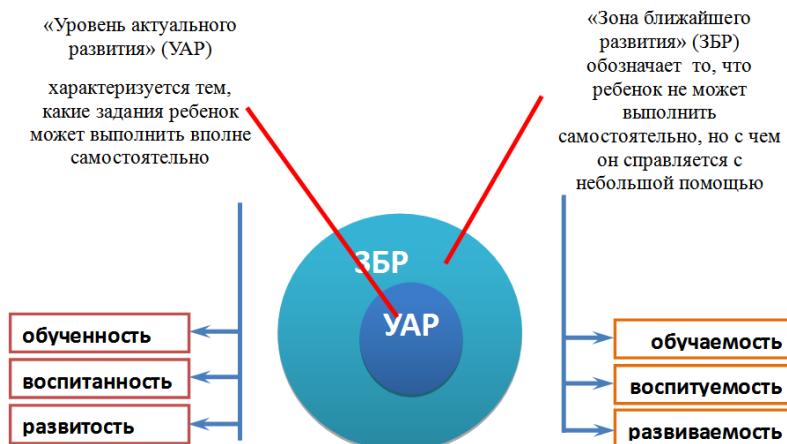 «Уровень актуального
развития» (УАР)
характеризуется тем,
какие задания ребенок
может выполнить вполне
самостоятельно
«Зона ближайшего
развития» (ЗБР)
обозначает то, что
ребенок не может
выполнить
самостоятельно, но с чем
он справляется с
небольшой помощью
ЗБР
УАР
обученность
воспитанность
развитость
обучаемость
воспитуемость
развиваемость